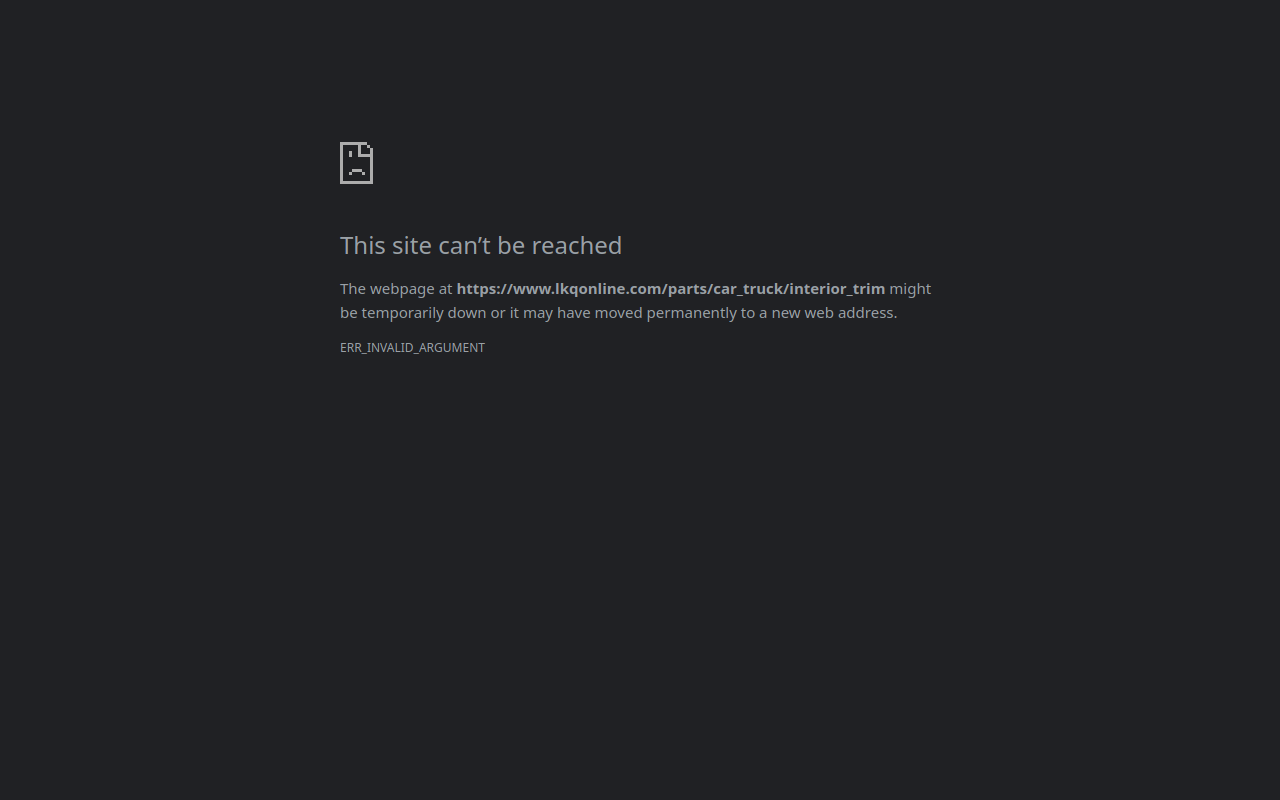 This site can’t be reached
The webpage at https://www.lkqonline.com/parts/car_truck/interior_trim might
be temporarily down or it may have moved permanently to a new web address.
ERR_INVALID_ARGUMENT